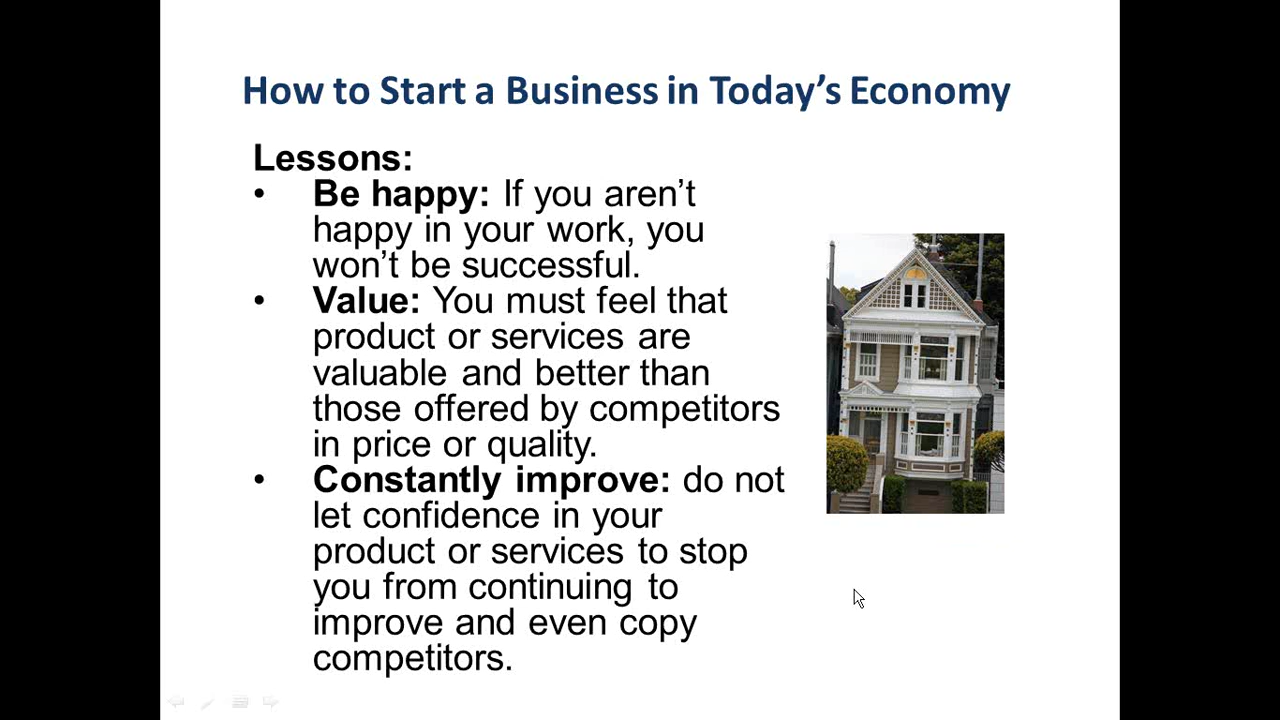 How to Start a Business in Today’s Economy
Lessons:
• Be happy: If you aren’t
happy in your work, you
won’t be successful.
• Value: You must feel that
product or services are
valuable and better than
those offered by competitors
in price or quality.
• Constantly improve: do not
let confidence in your
product or services to stop
you from continuing to
improve and even copy
competitors.